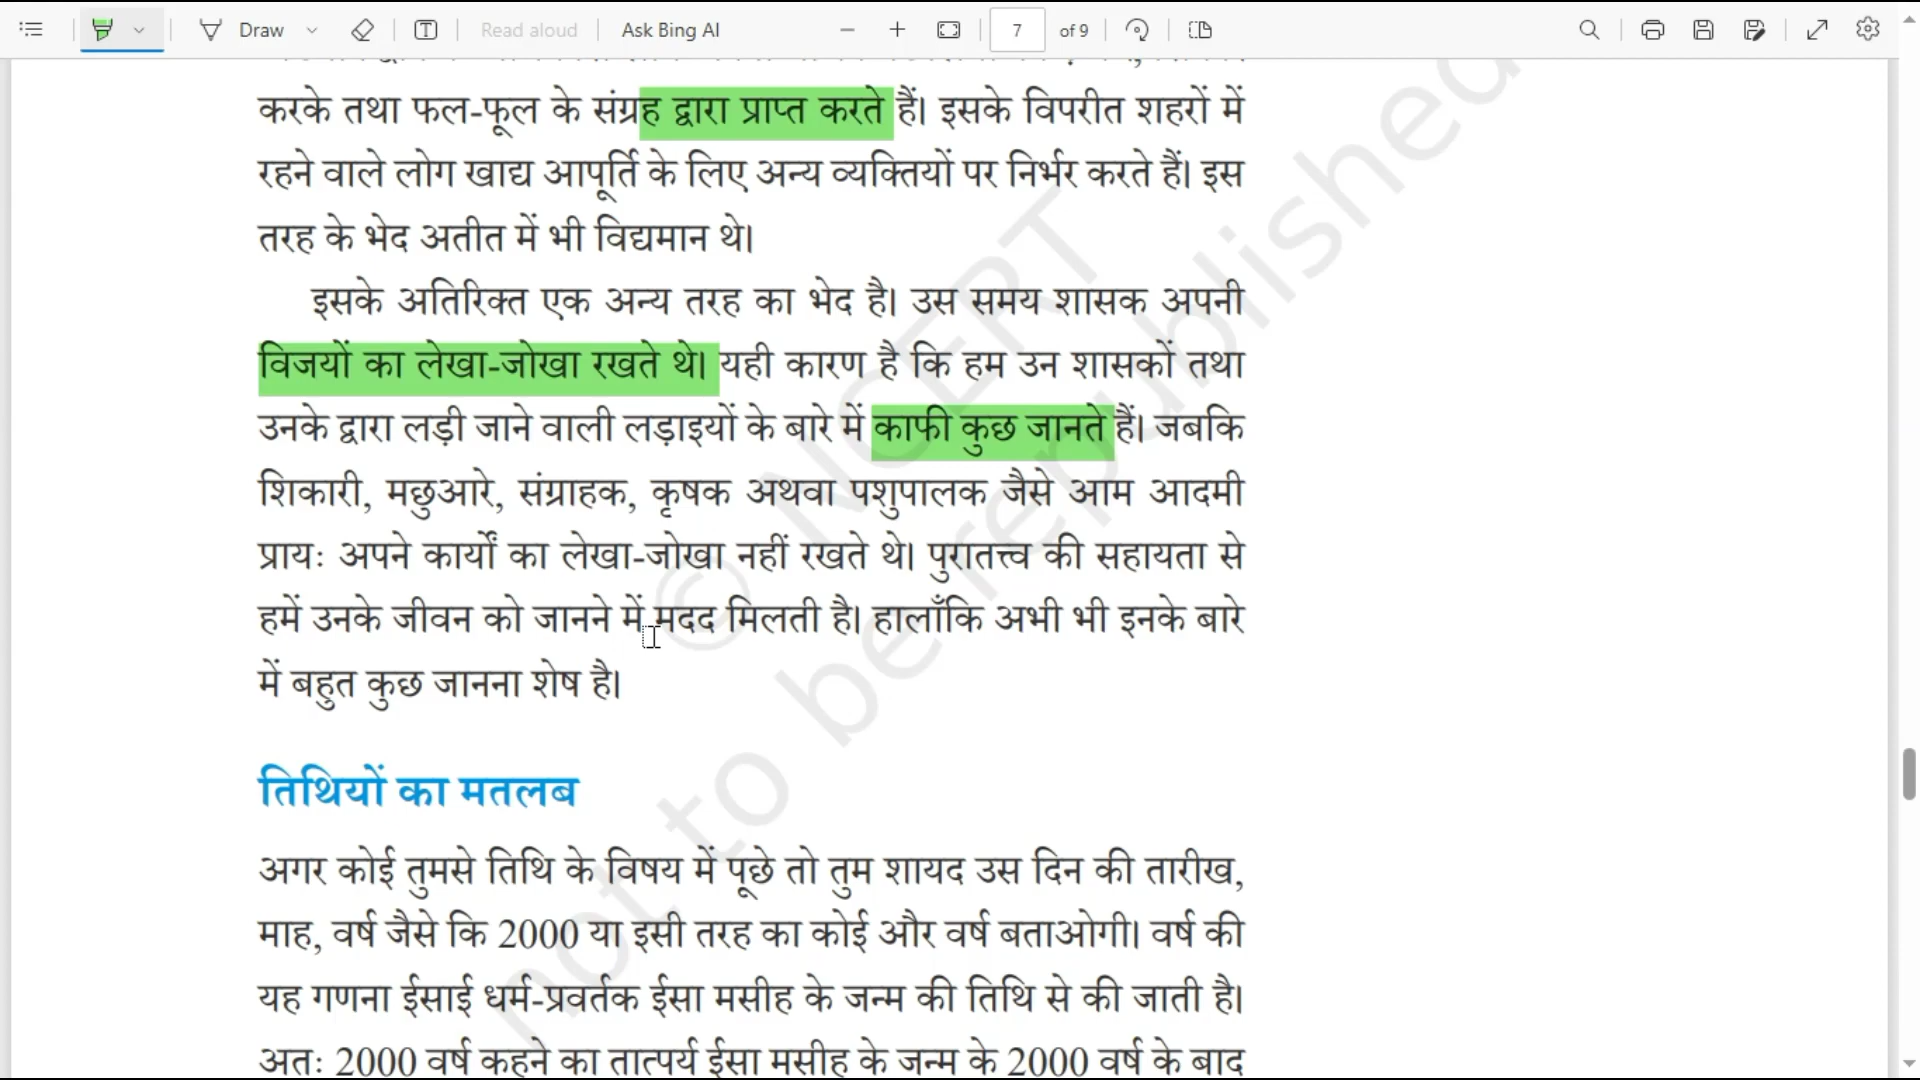 Draw
Read aloud
Ask Bing AI
7 of 9
करके तथा फल-फूल के संग्रह द्वारा प्राप्त करते हैं। इसके विपरीत शहरों में
रहने वाले लोग खाद्य आपूर्ति के लिए अन्य व्यक्तियों पर निर्भर करते हैं। इस
तरह के भेद अतीत में भी विद्यमान थे।
इसके अतिरिक्त एक अन्य तरह का भेद है। उस समय शासक अपनी
विजयों का लेखा-जोखा रखते थे। यही कारण है कि हम उन शासकों तथा
उनके द्वारा लड़ी जाने वाली लड़ाइयों के बारे में काफी कुछ जानते हैं। जबकि
शिकारी, मछुआरे, संग्राहक, कृषक अथवा पशुपालक जैसे आम आदमी
प्रायः अपने कार्यों का लेखा-जोखा नहीं रखते थे। पुरातत्त्व की सहायता से
हमें उनके जीवन को जानने में मदद मिलती है। हालाँकि अभी भी इनके बारे
में बहुत कुछ जानना शेष है।
तिथियों का मतलब
अगर कोई तुमसे तिथि के विषय में पूछे तो तुम शायद उस दिन की तारीख,
माह, वर्ष जैसे कि 2000 या इसी तरह का कोई और वर्ष बताओगी। वर्ष की
यह गणना ईसाई धर्म-प्रवर्तक ईसा मसीह के जन्म की तिथि से की जाती है।
अतः 2000 वर्ष कहने का तात्पर्य ईसा मसीह के जन्म के 2000 वर्ष के बाद
© NCERT
not to be republished